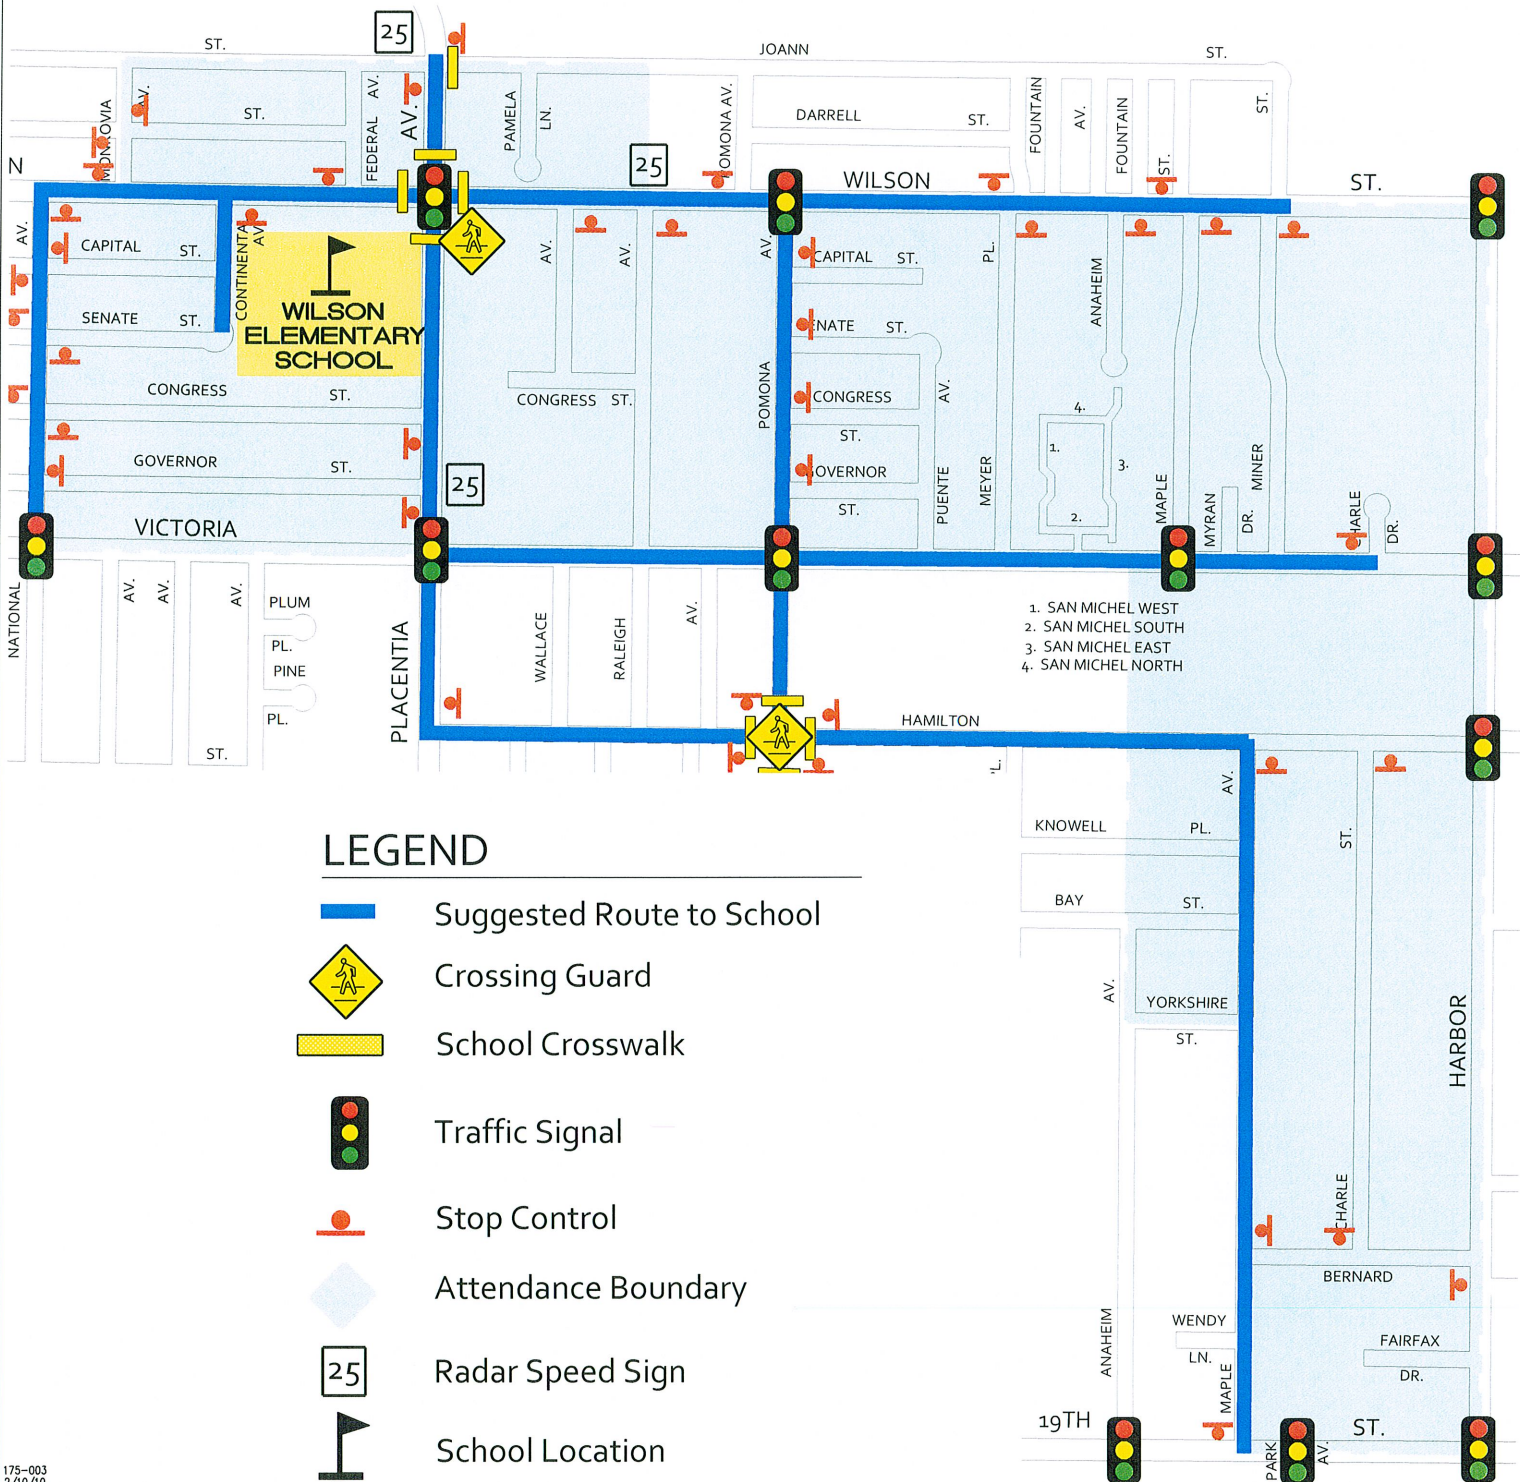 25
ST.
JOANN
ST.
MONROVIA
AV.
ST.
FEDERAL
AV.
AV.
PAMELA
LN.
POMONA AV.
DARRELL
ST.
FOUNTAIN
AV.
FOUNTAIN
ST.
ST.
N
25
WILSON
ST.
AV.
CAPITAL
ST.
CONTINENTAL
AV.
WILSON
ELEMENTARY
SCHOOL
AV.
AV.
AV.
CAPITAL
ST.
PL.
ANAHEIM
SENATE
ST.
ENATE
ST.
CONGRESS
ST.
CONGRESS
ST.
POMONA
CONGRESS
ST.
AV.
4.
1.
3.
2.
GOVERNOR
ST.
GOVERNOR
ST.
PUENTE
MEYER
MAPLE
MYRAN
DR.
MINER
CHARLE
DR.
25
VICTORIA
NATIONAL
AV.
AV.
AV.
PLUM
PL.
PINE
PL.
ST.
PLACENTIA
WALLACE
RALEIGH
AV.
1. SAN MICHEL WEST
2. SAN MICHEL SOUTH
3. SAN MICHEL EAST
4. SAN MICHEL NORTH
HAMILTON
AV.
KNOWELL
PL.
ST.
BAY
ST.
AV.
YORKSHIRE
ST.
HARBOR
CHARLE
BERNARD
WENDY
LN.
ANAHEIM
MAPLE
FAIRFAX
DR.
19TH
ST.
PARK
AV.
LEGEND
Suggested Route to School
Crossing Guard
School Crosswalk
Traffic Signal
Stop Control
Attendance Boundary
25
Radar Speed Sign
School Location
175-003